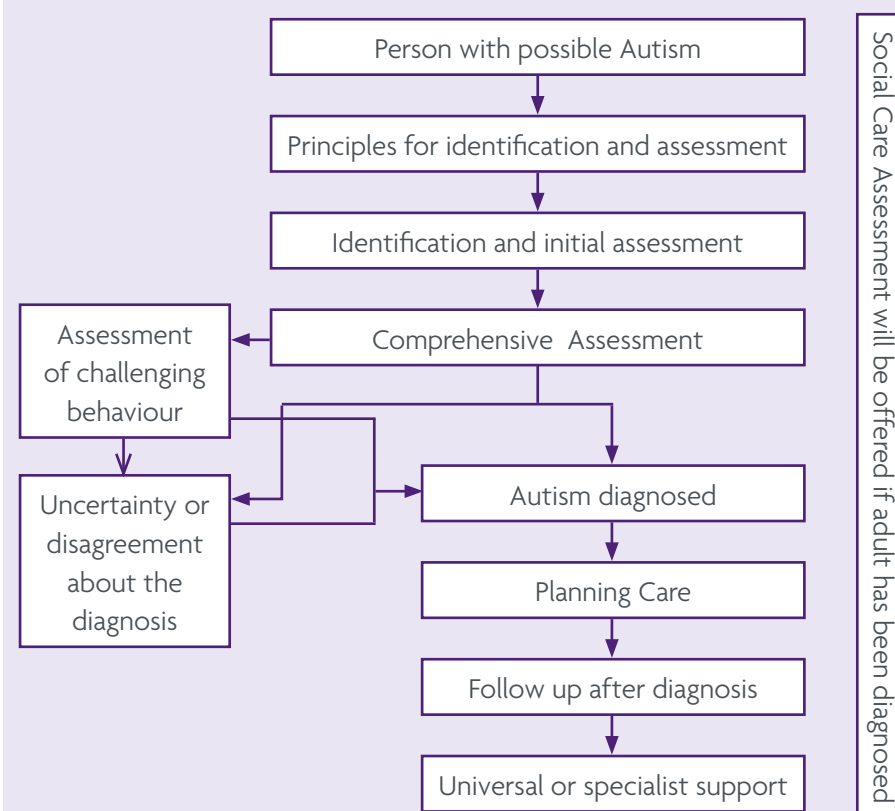 Person with possible Autism
Principles for identification and assessment
Identification and initial assessment
Comprehensive Assessment
Assessment
of challenging
behaviour
Uncertainty or
disagreement
about the
diagnosis
Autism diagnosed
Planning Care
Follow up after diagnosis
Universal or specialist support
Social Care Assessment will be offered if adult has been diagnosed